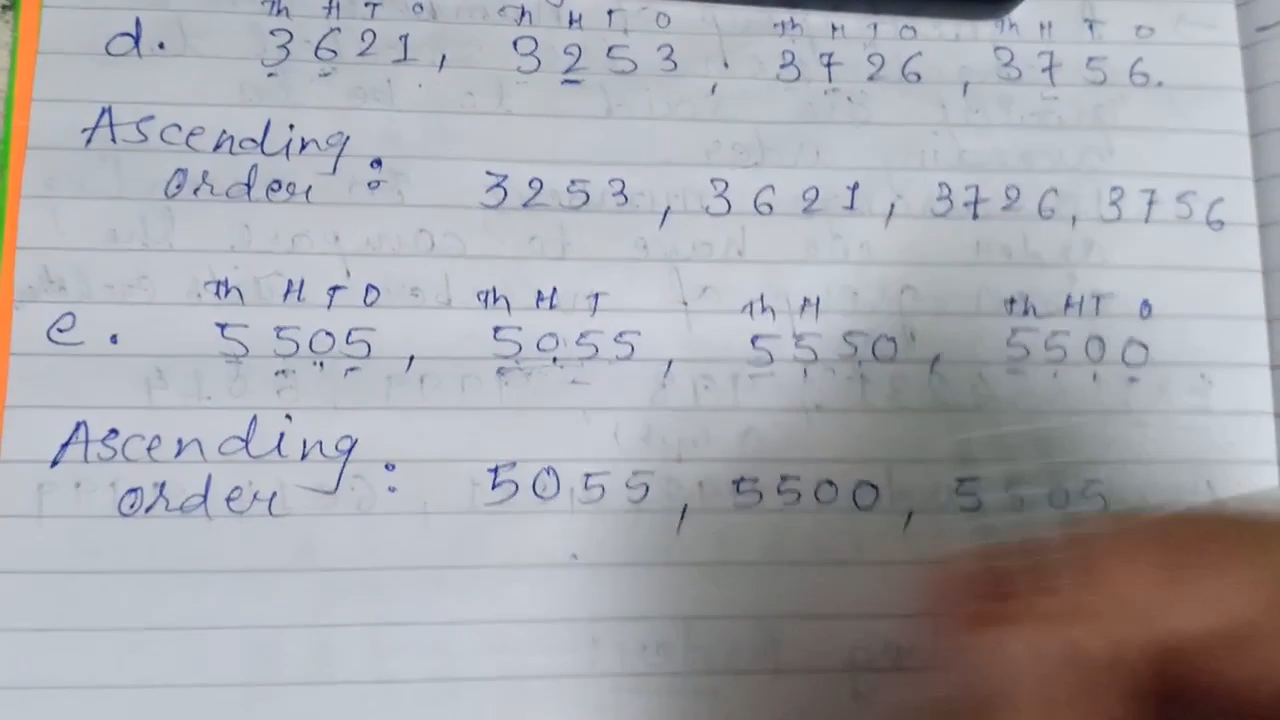 Th H T O Th H T O Th H T O Th H T O
d. 3621, 3253, 3726, 3756.
Ascending
order : 3253, 3621, 3726, 3756
Th H T O Th H T Th H Th H T O
e. 5505, 5055, 5550, 5500
Ascending
order : 5055, 5500, 5505